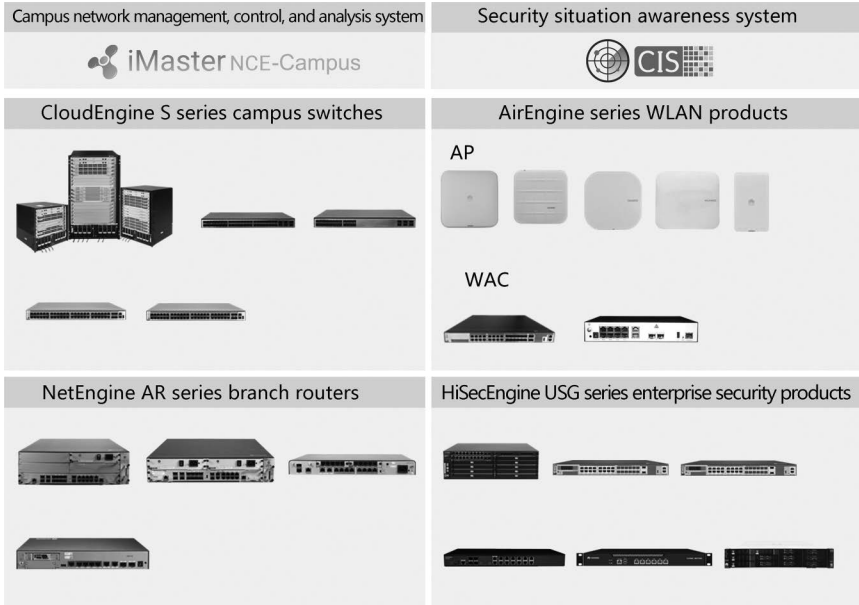 Campus network management, control, and analysis system
iMaster NCE-Campus
Security situation awareness system
CIS
CloudEngine S series campus switches
AirEngine series WLAN products
AP
WAC
NetEngine AR series branch routers
HiSecEngine USG series enterprise security products